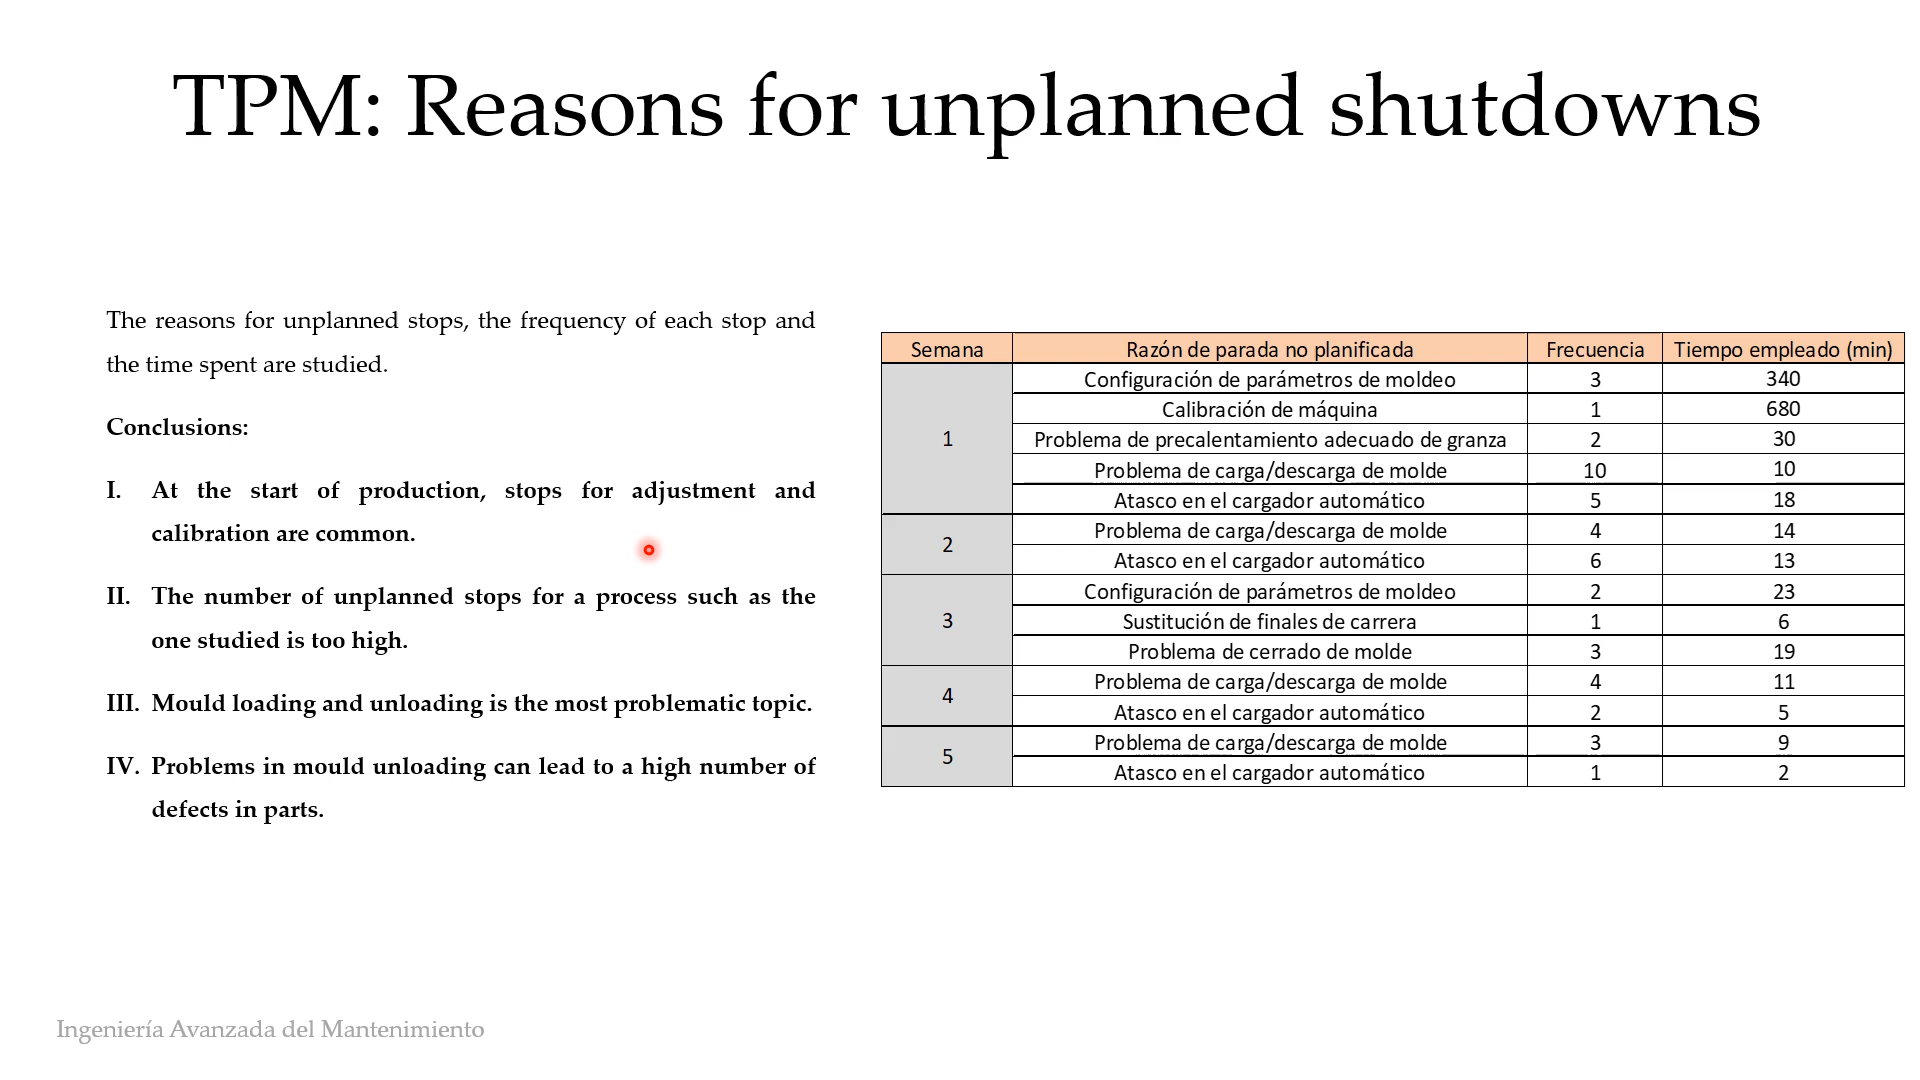 TPM: Reasons for unplanned shutdowns
The reasons for unplanned stops, the frequency of each stop and
the time spent are studied.
Conclusions:
I. At the start of production, stops for adjustment and
calibration are common.
II. The number of unplanned stops for a process such as the
one studied is too high.
III. Mould loading and unloading is the most problematic topic.
IV. Problems in mould unloading can lead to a high number of
defects in parts.
Semana Razón de parada no planificada Frecuencia Tiempo empleado (min)
1
Configuración de parámetros de moldeo 3 340
Calibración de máquina 1 680
Problema de precalentamiento adecuado de granza 2 30
Problema de carga/descarga de molde 10 10
Atasco en el cargador automático 5 18
2
Problema de carga/descarga de molde 4 14
Atasco en el cargador automático 6 13
3
Configuración de parámetros de moldeo 2 23
Sustitución de finales de carrera 1 6
Problema de cerrado de molde 3 19
4
Problema de carga/descarga de molde 4 11
Atasco en el cargador automático 2 5
5
Problema de carga/descarga de molde 3 9
Atasco en el cargador automático 1 2
Ingeniería Avanzada del Mantenimiento